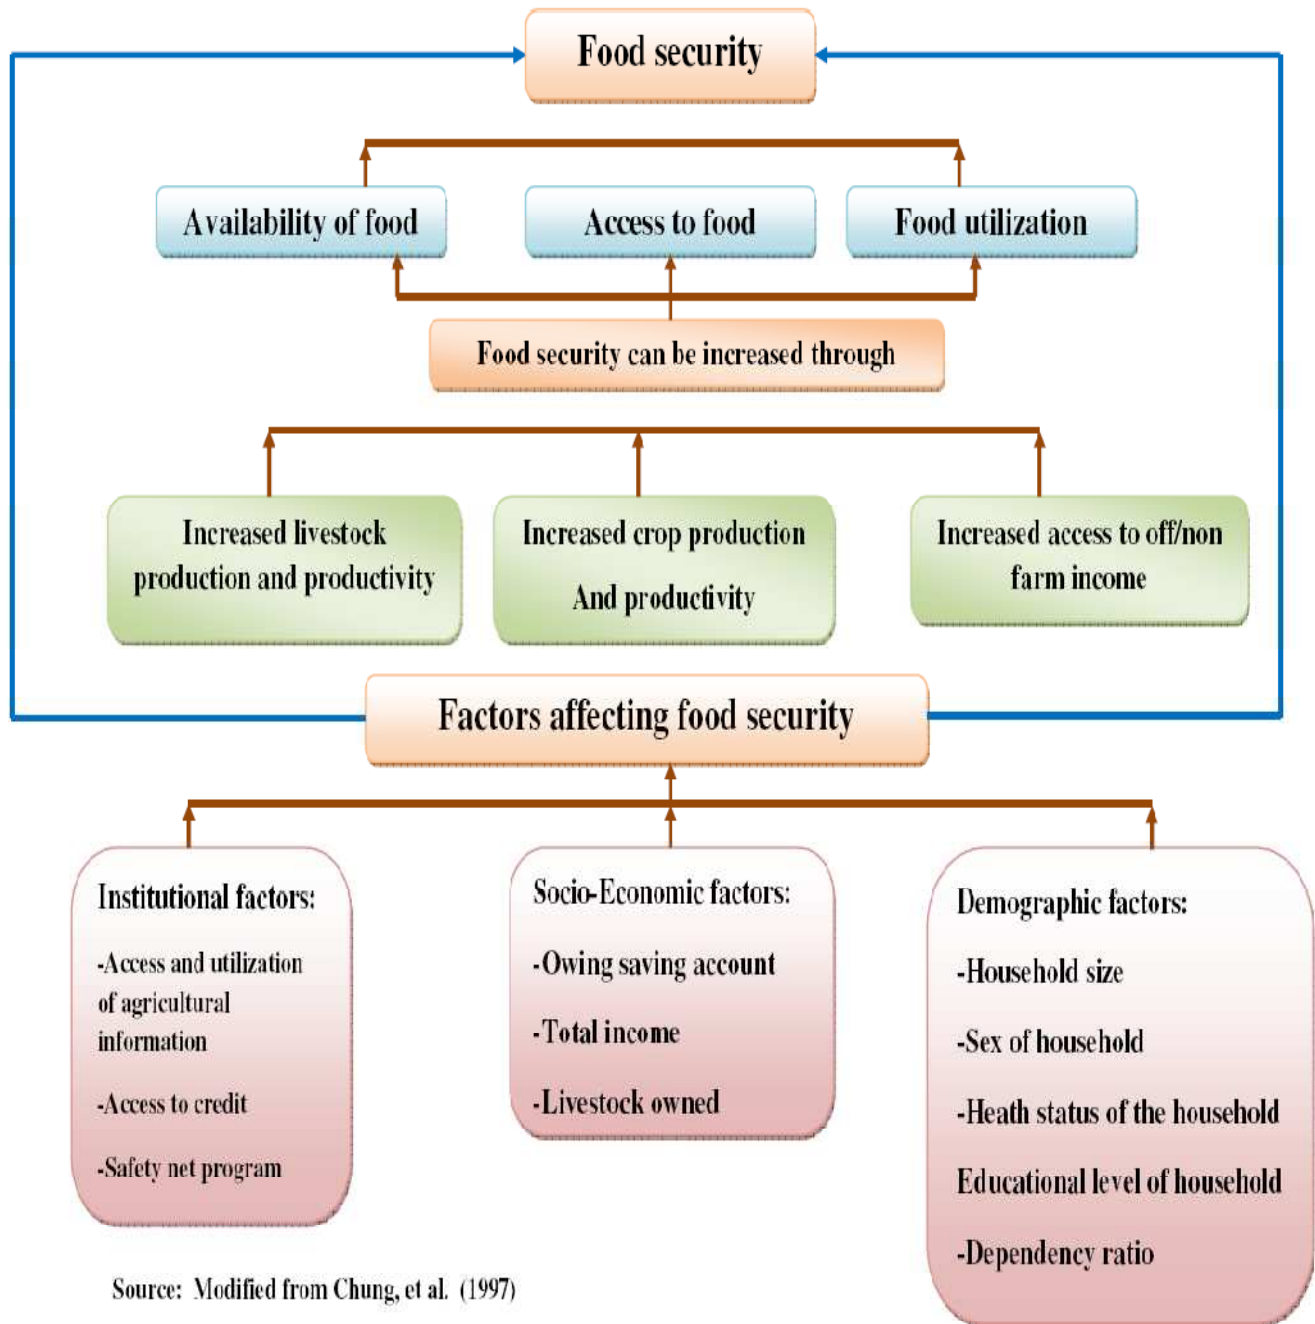 Food security
Availability of food
Access to food
Food utilization
Food security can be increased through
Increased livestock
production and productivity
Increased crop production
And productivity
Increased access to off/non
farm income
Factors affecting food security
Institutional factors:
-Access and utilization
of agricultural
information
-Access to credit
-Safety net program
Socio-Economic factors:
-Owing saving account
-Total income
-Livestock owned
Demographic factors:
-Household size
-Sex of household
-Heath status of the household
Educational level of household
-Dependency ratio
Source: Modified from Chung, et al. (1997)